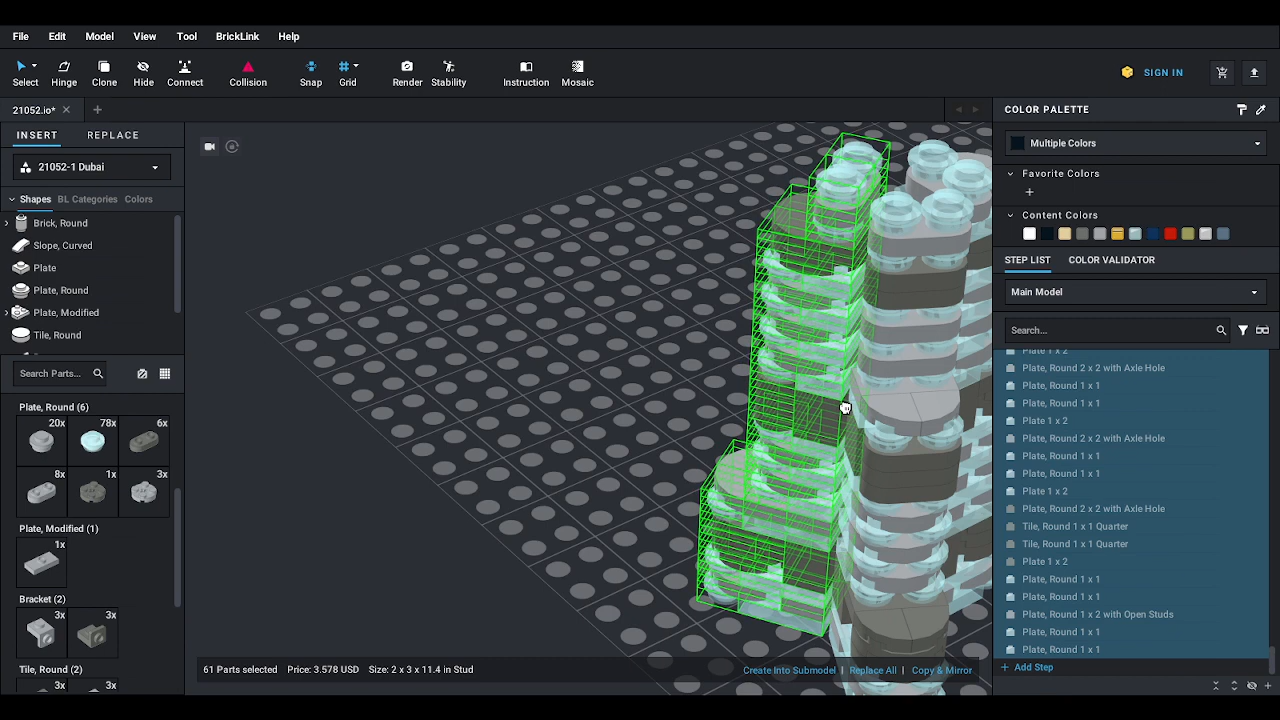 File Edit Model View Tool BrickLink Help
Select Hinge Clone Hide Connect Collision Snap Grid Render Stability Instruction Mosaic SIGN IN
21052.io*
INSERT REPLACE
21052-1 Dubai
Shapes BL Categories Colors
Brick, Round
Slope, Curved
Plate
Plate, Round
Plate, Modified
Tile, Round
Search Parts...
Plate, Round (6)
20x 78x 6x
8x 1x 3x
Plate, Modified (1)
1x
Bracket (2)
3x 3x
Tile, Round (2)
3x 3x
61 Parts selected Price: 3.578 USD Size: 2 x 3 x 11.4 in Stud
Create Into Submodel | Replace All | Copy & Mirror
COLOR PALETTE
Multiple Colors
Favorite Colors
Content Colors
STEP LIST COLOR VALIDATOR
Main Model
Search...
Plate 1 x 2
Plate, Round 2 x 2 with Axle Hole
Plate, Round 1 x 1
Plate, Round 1 x 1
Plate 1 x 2
Plate, Round 2 x 2 with Axle Hole
Plate, Round 1 x 1
Plate, Round 1 x 1
Plate 1 x 2
Plate, Round 2 x 2 with Axle Hole
Tile, Round 1 x 1 Quarter
Tile, Round 1 x 1 Quarter
Plate 1 x 2
Plate, Round 1 x 1
Plate, Round 1 x 1
Plate, Round 1 x 2 with Open Studs
Plate, Round 1 x 1
Plate, Round 1 x 1
Add Step